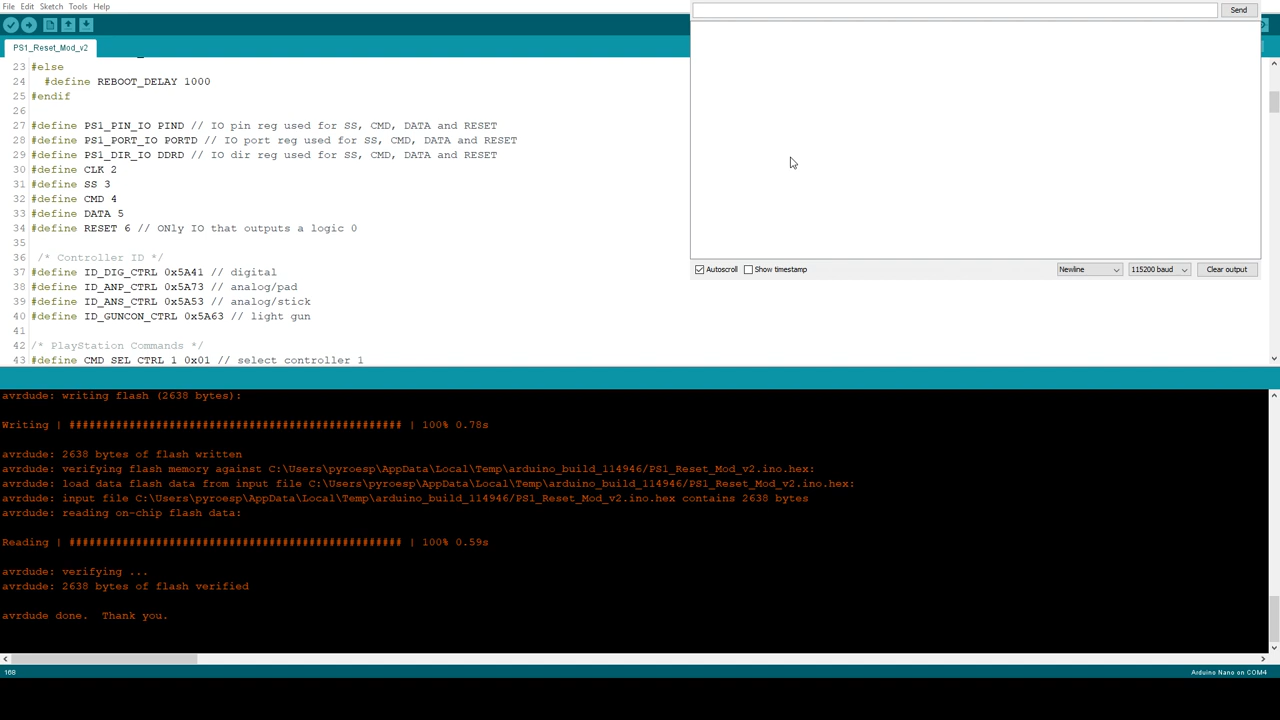 File Edit Sketch Tools Help
Send
PS1_Reset_Mod_v2
23 #else
24 #define REBOOT_DELAY 1000
25 #endif
26
27 #define PS1_PIN_IO PIND // IO pin reg used for SS, CMD, DATA and RESET
28 #define PS1_PORT_IO PORTD // IO port reg used for SS, CMD, DATA and RESET
29 #define PS1_DIR_IO DDRD // IO dir reg used for SS, CMD, DATA and RESET
30 #define CLK 2
31 #define SS 3
32 #define CMD 4
33 #define DATA 5
34 #define RESET 6 // ONly IO that outputs a logic 0
35
36 /* Controller ID */
37 #define ID_DIG_CTRL 0x5A41 // digital
38 #define ID_ANP_CTRL 0x5A73 // analog/pad
39 #define ID_ANS_CTRL 0x5A53 // analog/stick
40 #define ID_GUNCON_CTRL 0x5A63 // light gun
41
42 /* PlayStation Commands */
43 #define CMD_SEL_CTRL_1 0x01 // select controller 1
Autoscroll Show timestamp Newline 115200 baud Clear output
avrdude: writing flash (2638 bytes):
Writing | ################################################## | 100% 0.78s
avrdude: 2638 bytes of flash written
avrdude: verifying flash memory against C:\Users\pyroesp\AppData\Local\Temp\arduino_build_114946/PS1_Reset_Mod_v2.ino.hex:
avrdude: load data flash data from input file C:\Users\pyroesp\AppData\Local\Temp\arduino_build_114946/PS1_Reset_Mod_v2.ino.hex:
avrdude: input file C:\Users\pyroesp\AppData\Local\Temp\arduino_build_114946/PS1_Reset_Mod_v2.ino.hex contains 2638 bytes
avrdude: reading on-chip flash data:
Reading | ################################################## | 100% 0.59s
avrdude: verifying ...
avrdude: 2638 bytes of flash verified
avrdude done.  Thank you.
168
Arduino Nano on COM4